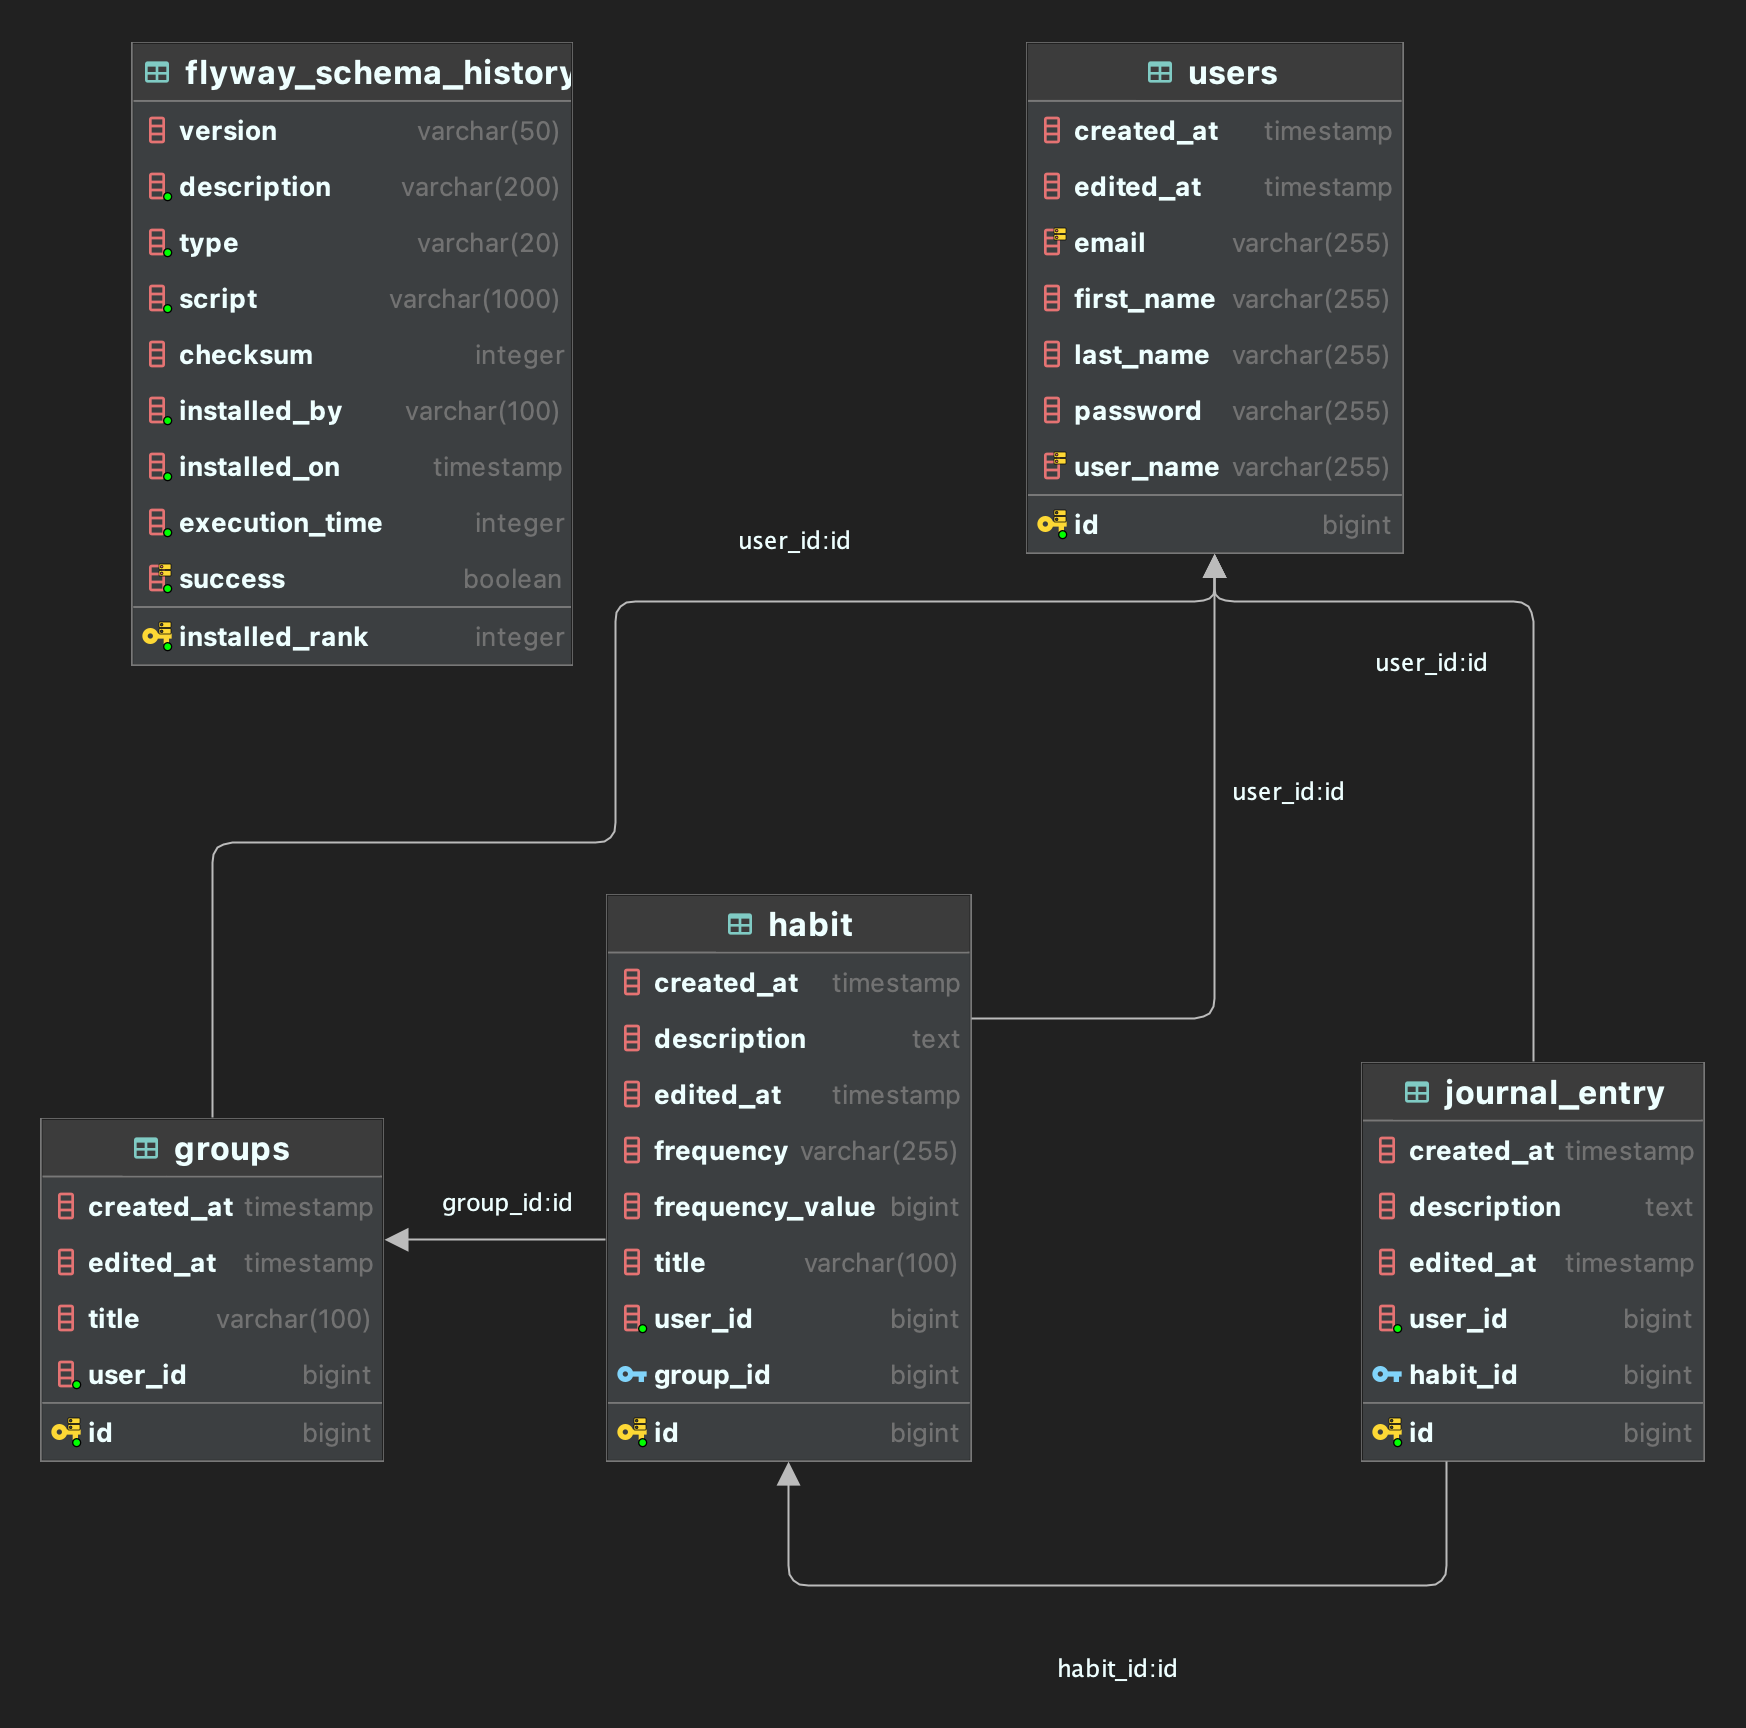 flyway_schema_history
version varchar(50)
description varchar(200)
type varchar(20)
script varchar(1000)
checksum integer
installed_by varchar(100)
installed_on timestamp
execution_time integer
success boolean
installed_rank integer
users
created_at timestamp
edited_at timestamp
email varchar(255)
first_name varchar(255)
last_name varchar(255)
password varchar(255)
user_name varchar(255)
id bigint
user_id:id
user_id:id
user_id:id
habit
created_at timestamp
description text
edited_at timestamp
frequency varchar(255)
frequency_value bigint
title varchar(100)
user_id bigint
group_id bigint
id bigint
journal_entry
created_at timestamp
description text
edited_at timestamp
user_id bigint
habit_id bigint
id bigint
groups
created_at timestamp
edited_at timestamp
title varchar(100)
user_id bigint
id bigint
group_id:id
habit_id:id